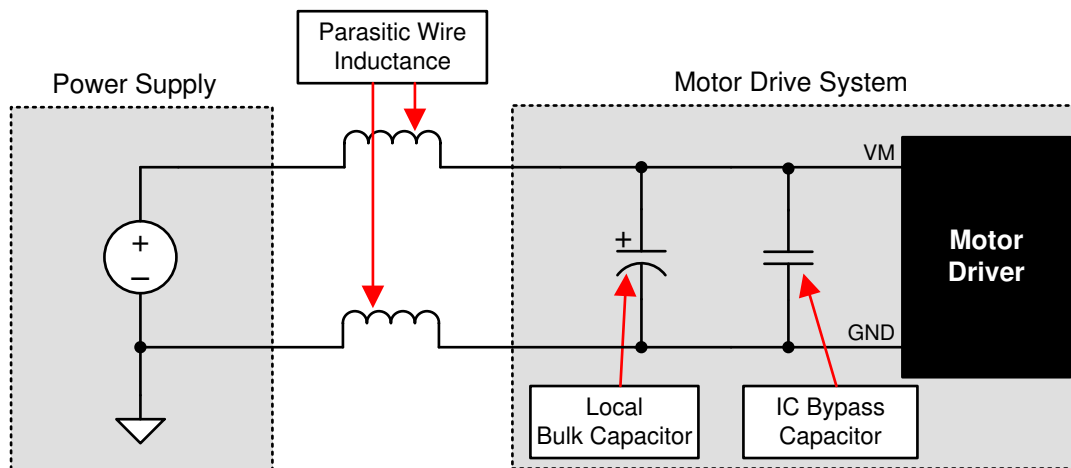 Parasitic Wire
Inductance
Power Supply
Motor Drive System
VM
+
+
−
Motor
Driver
GND
Local
Bulk Capacitor
IC Bypass
Capacitor